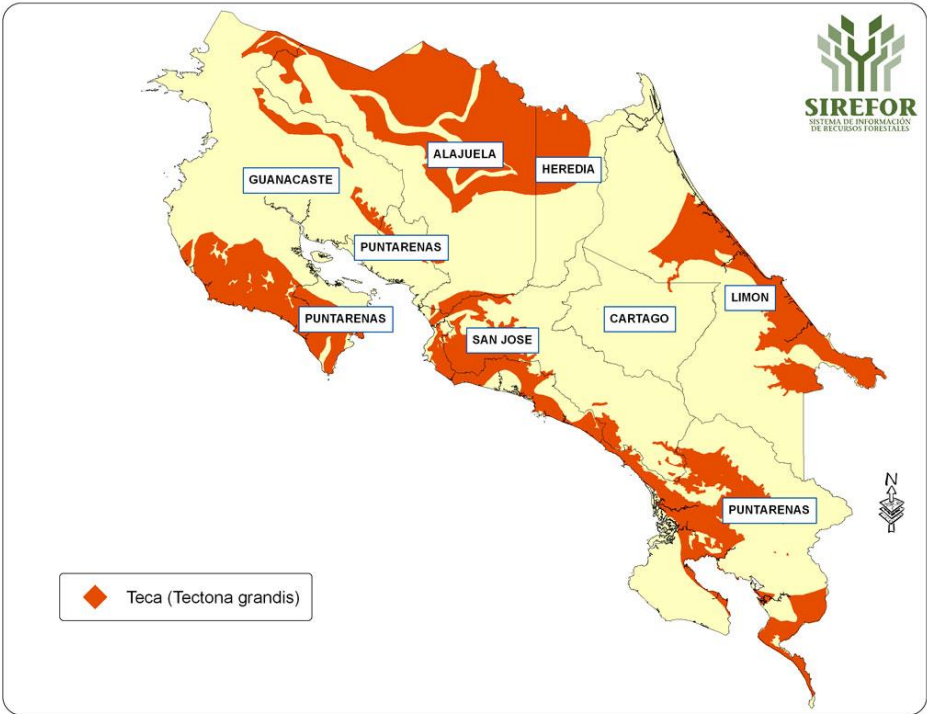 SIREFOR
SISTEMA DE INFORMACIÓN
DE RECURSOS FORESTALES
ALAJUELA
HEREDIA
GUANACASTE
PUNTARENAS
LIMON
PUNTARENAS
CARTAGO
SAN JOSE
N
PUNTARENAS
Teca (Tectona grandis)